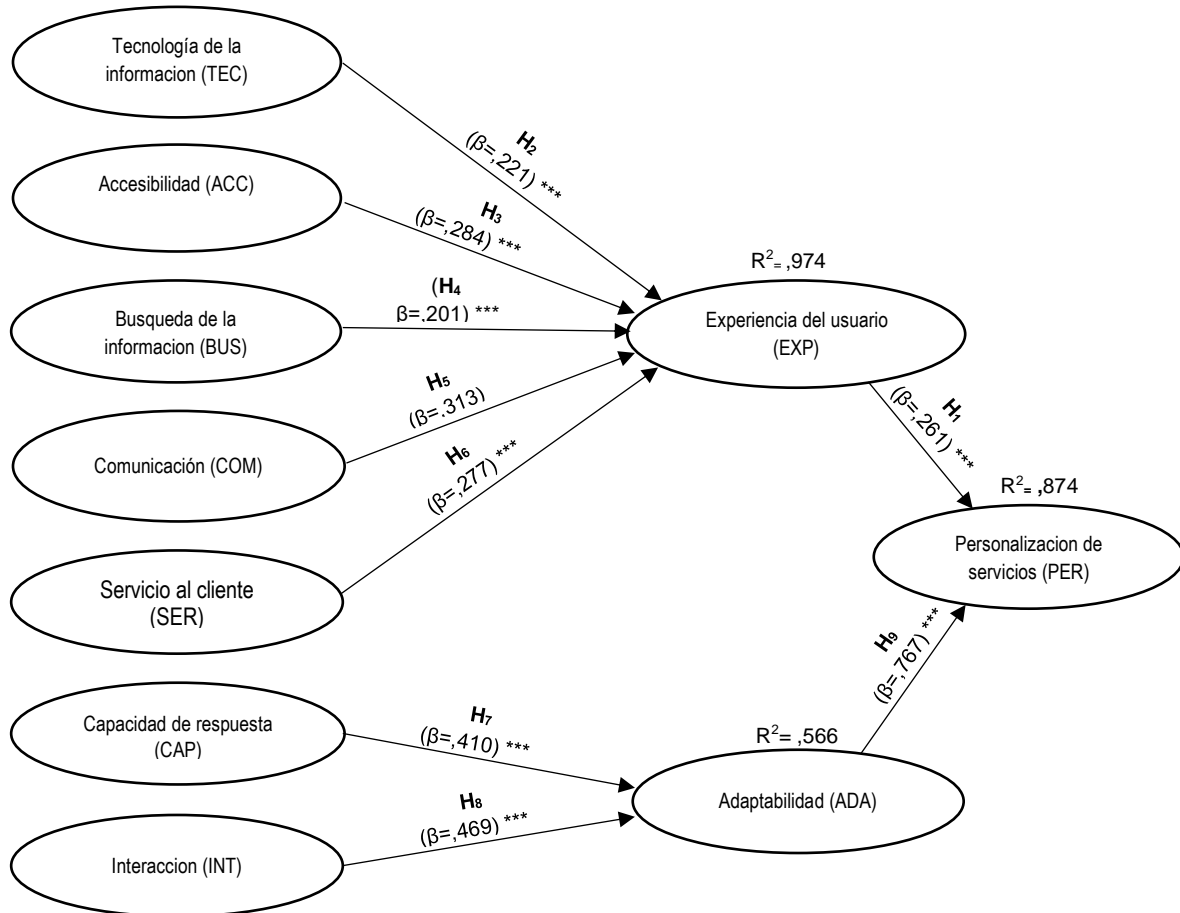 Tecnología de la
informacion (TEC)
H₂
(β=,221) ***
Accesibilidad (ACC)
H₃
(β=,284) ***
R²= ,974
(H₄
β=,201) ***
Busqueda de la
informacion (BUS)
Experiencia del usuario
(EXP)
H₅
(β=,313)
H₁
(β=,261) ***
Comunicación (COM)
H₆
(β=,277) ***
R²= ,874
Personalizacion de
servicios (PER)
Servicio al cliente
(SER)
H₉
(β=,767) ***
Capacidad de respuesta
(CAP)
H₇
(β=,410) ***
R²= ,566
Adaptabilidad (ADA)
H₈
(β=,469) ***
Interaccion (INT)